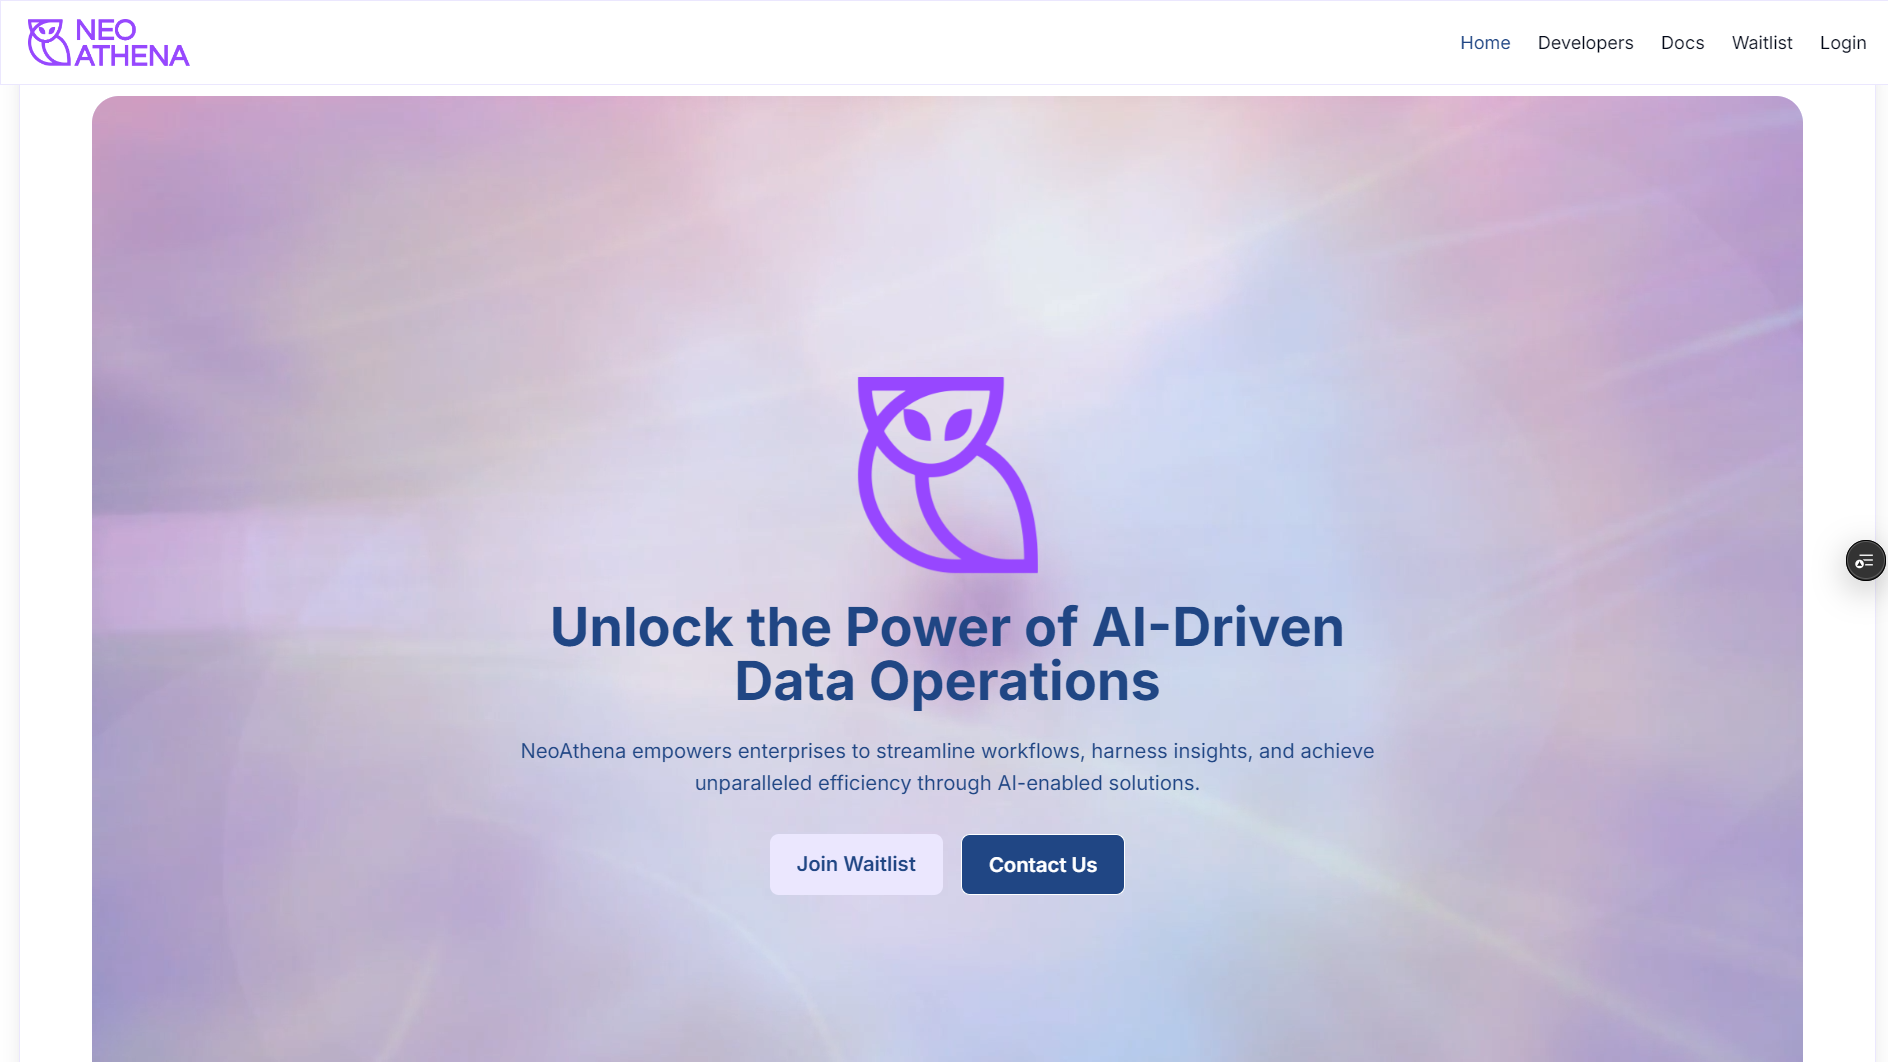 NEO
ATHENA
Home Developers Docs Waitlist Login
Unlock the Power of AI-Driven
Data Operations
NeoAthena empowers enterprises to streamline workflows, harness insights, and achieve
unparalleled efficiency through AI-enabled solutions.
Join Waitlist Contact Us